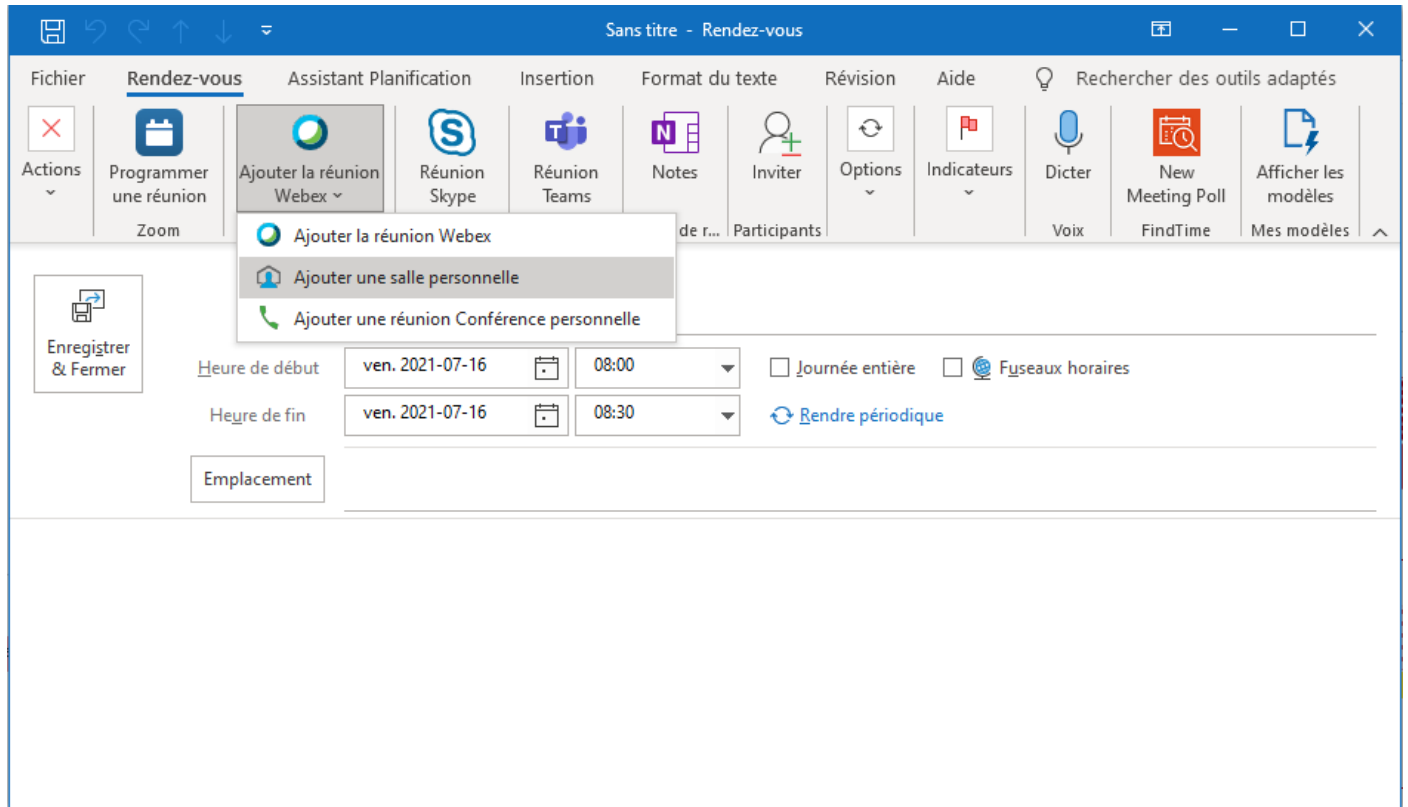 Sans titre - Rendez-vous
Fichier Rendez-vous Assistant Planification Insertion Format du texte Révision Aide Rechercher des outils adaptés
Actions
Programmer
une réunion
Ajouter la réunion
Webex
Réunion
Skype
Réunion
Teams
Notes
Inviter
Options
Indicateurs
Dicter
New
Meeting Poll
Afficher les
modèles
Zoom
de r...
Participants
Voix
FindTime
Mes modèles
Ajouter la réunion Webex
Ajouter une salle personnelle
Ajouter une réunion Conférence personnelle
Enregistrer
& Fermer
Heure de début ven. 2021-07-16 08:00 Journée entière Fuseaux horaires
Heure de fin ven. 2021-07-16 08:30 Rendre périodique
Emplacement